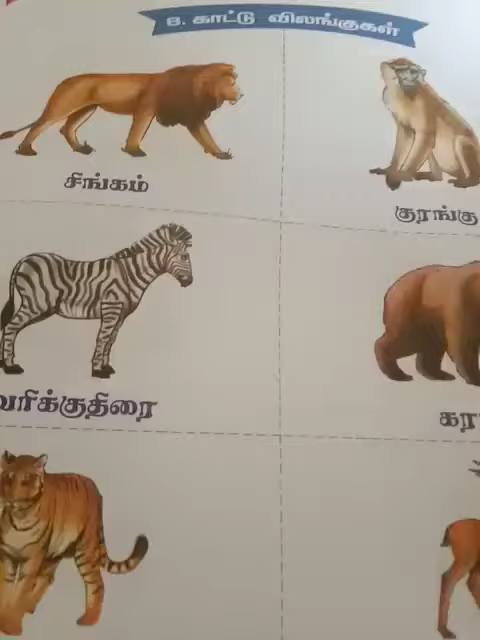 8. காட்டு விலங்குகள்
சிங்கம்
குரங்கு
வரிக்குதிரை